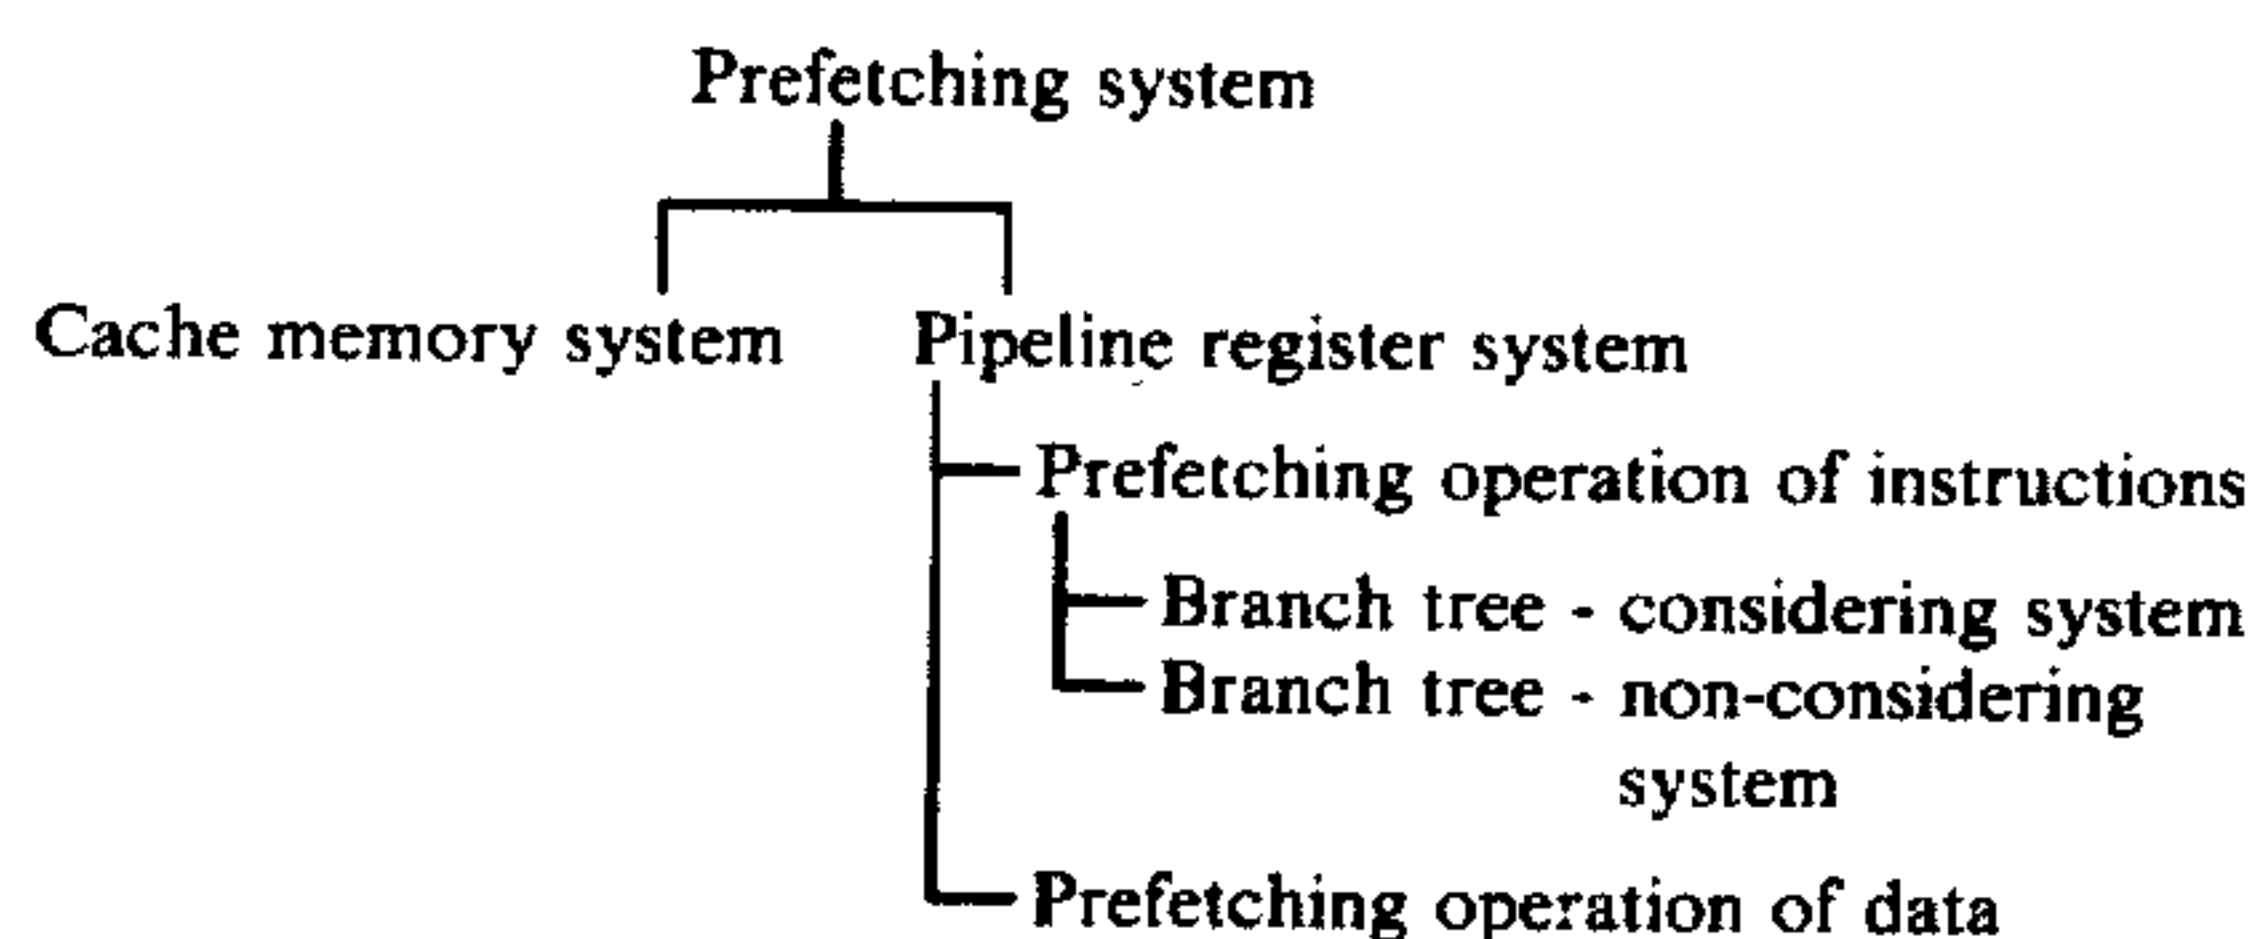 Prefetching system
Cache memory system
Pipeline register system
Prefetching operation of instructions
Branch tree - considering system
Branch tree - non-considering
system
Prefetching operation of data